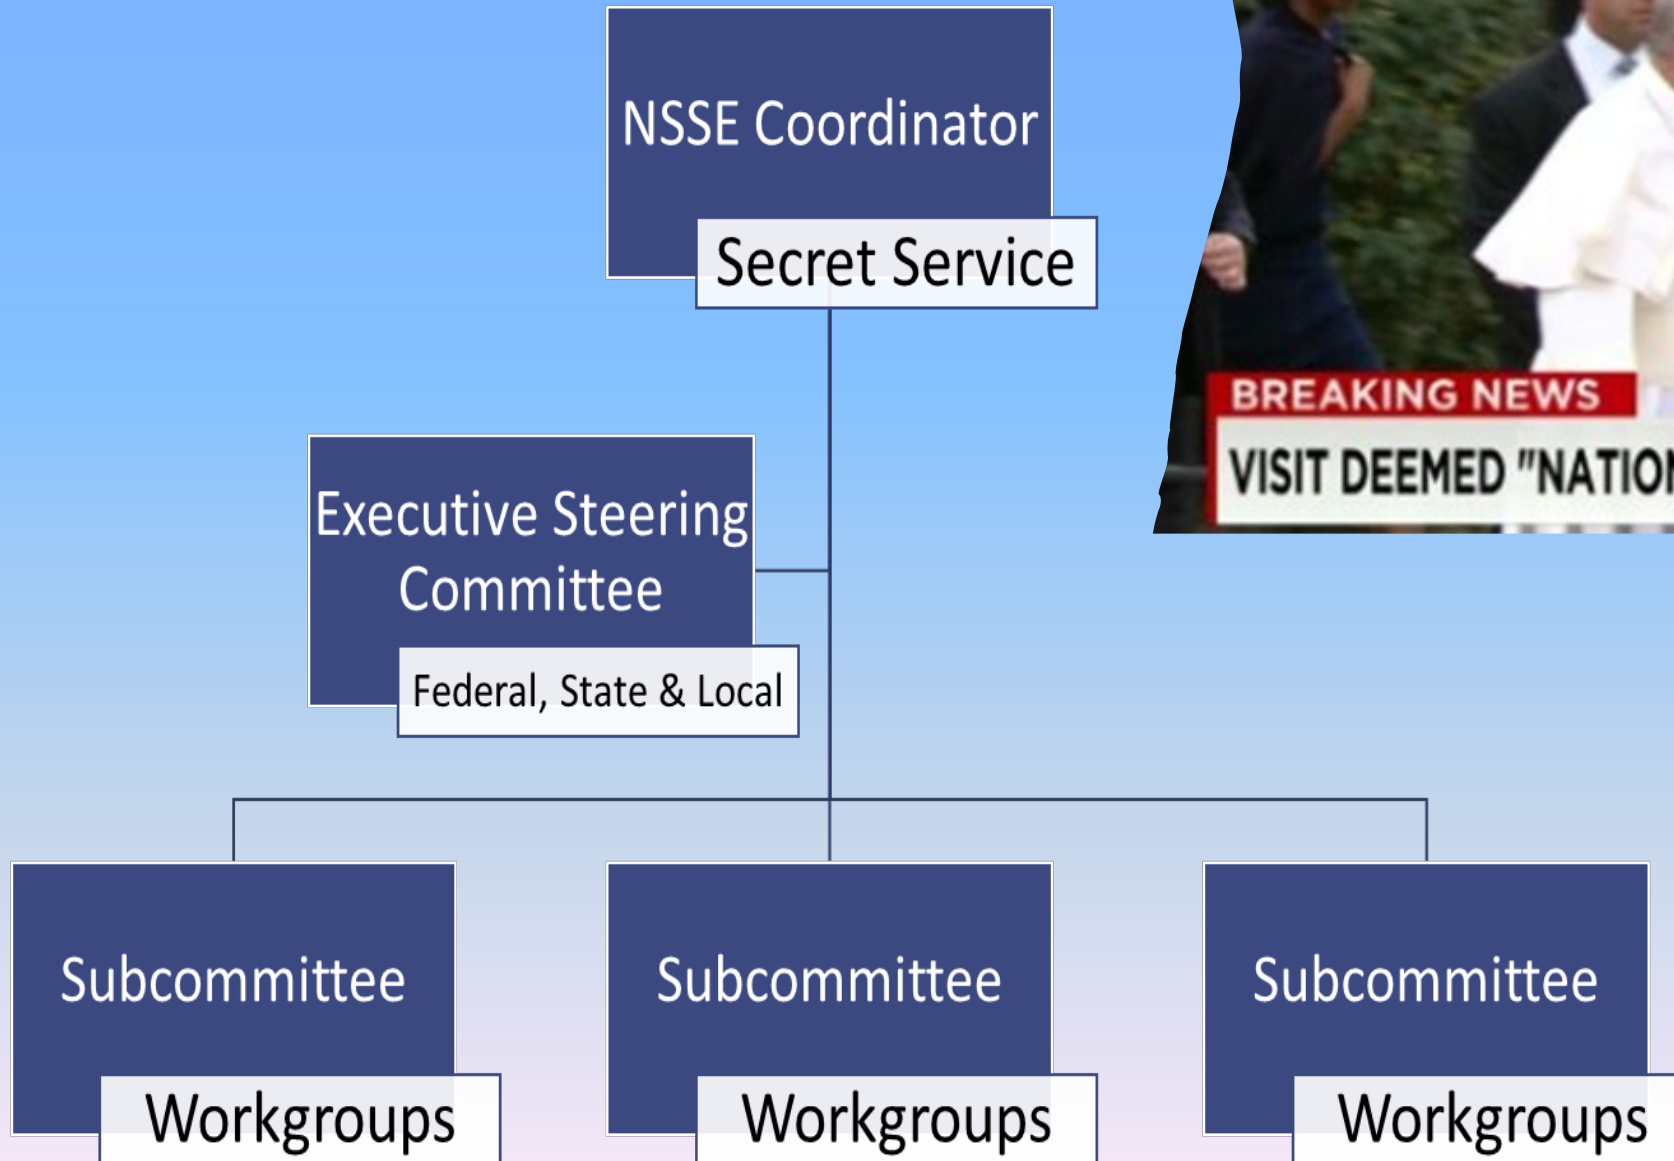 NSSE Coordinator
Secret Service
BREAKING NEWS
VISIT DEEMED "NATION
Executive Steering
Committee
Federal, State & Local
Subcommittee
Workgroups
Subcommittee
Workgroups
Subcommittee
Workgroups